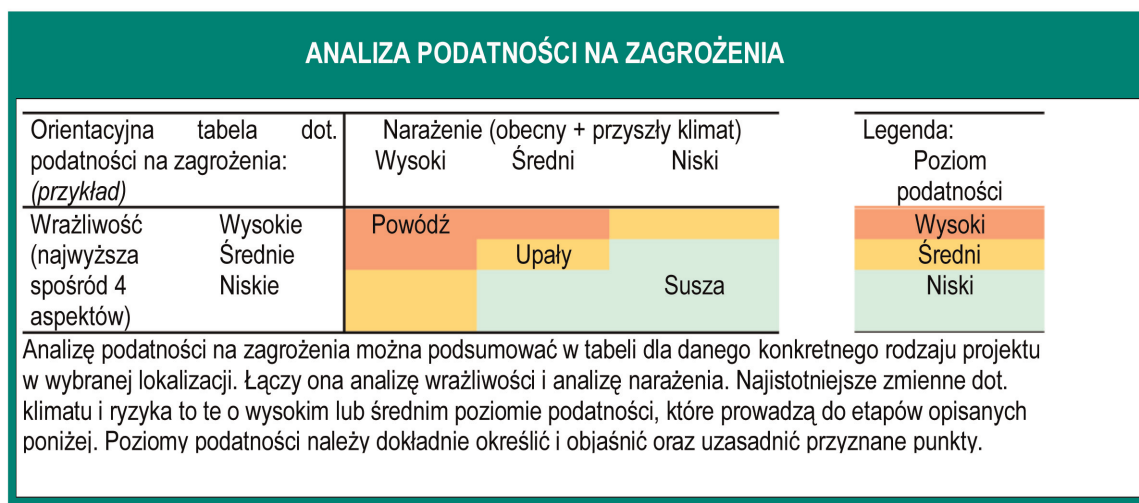 ANALIZA PODATNOŚCI NA ZAGROŻENIA
Orientacyjna tabela dot. Narażenie (obecny + przyszły klimat) Legenda:
podatności na zagrożenia: Wysoki Średni Niski Poziom
(przykład) podatności
Wrażliwość Wysokie Powódź Wysoki
(najwyższa Średnie Upały Średni
spośród 4 Niskie Susza Niski
aspektów)
Analizę podatności na zagrożenia można podsumować w tabeli dla danego konkretnego rodzaju projektu
w wybranej lokalizacji. Łączy ona analizę wrażliwości i analizę narażenia. Najistotniejsze zmienne dot.
klimatu i ryzyka to te o wysokim lub średnim poziomie podatności, które prowadzą do etapów opisanych
poniżej. Poziomy podatności należy dokładnie określić i objaśnić oraz uzasadnić przyznane punkty.